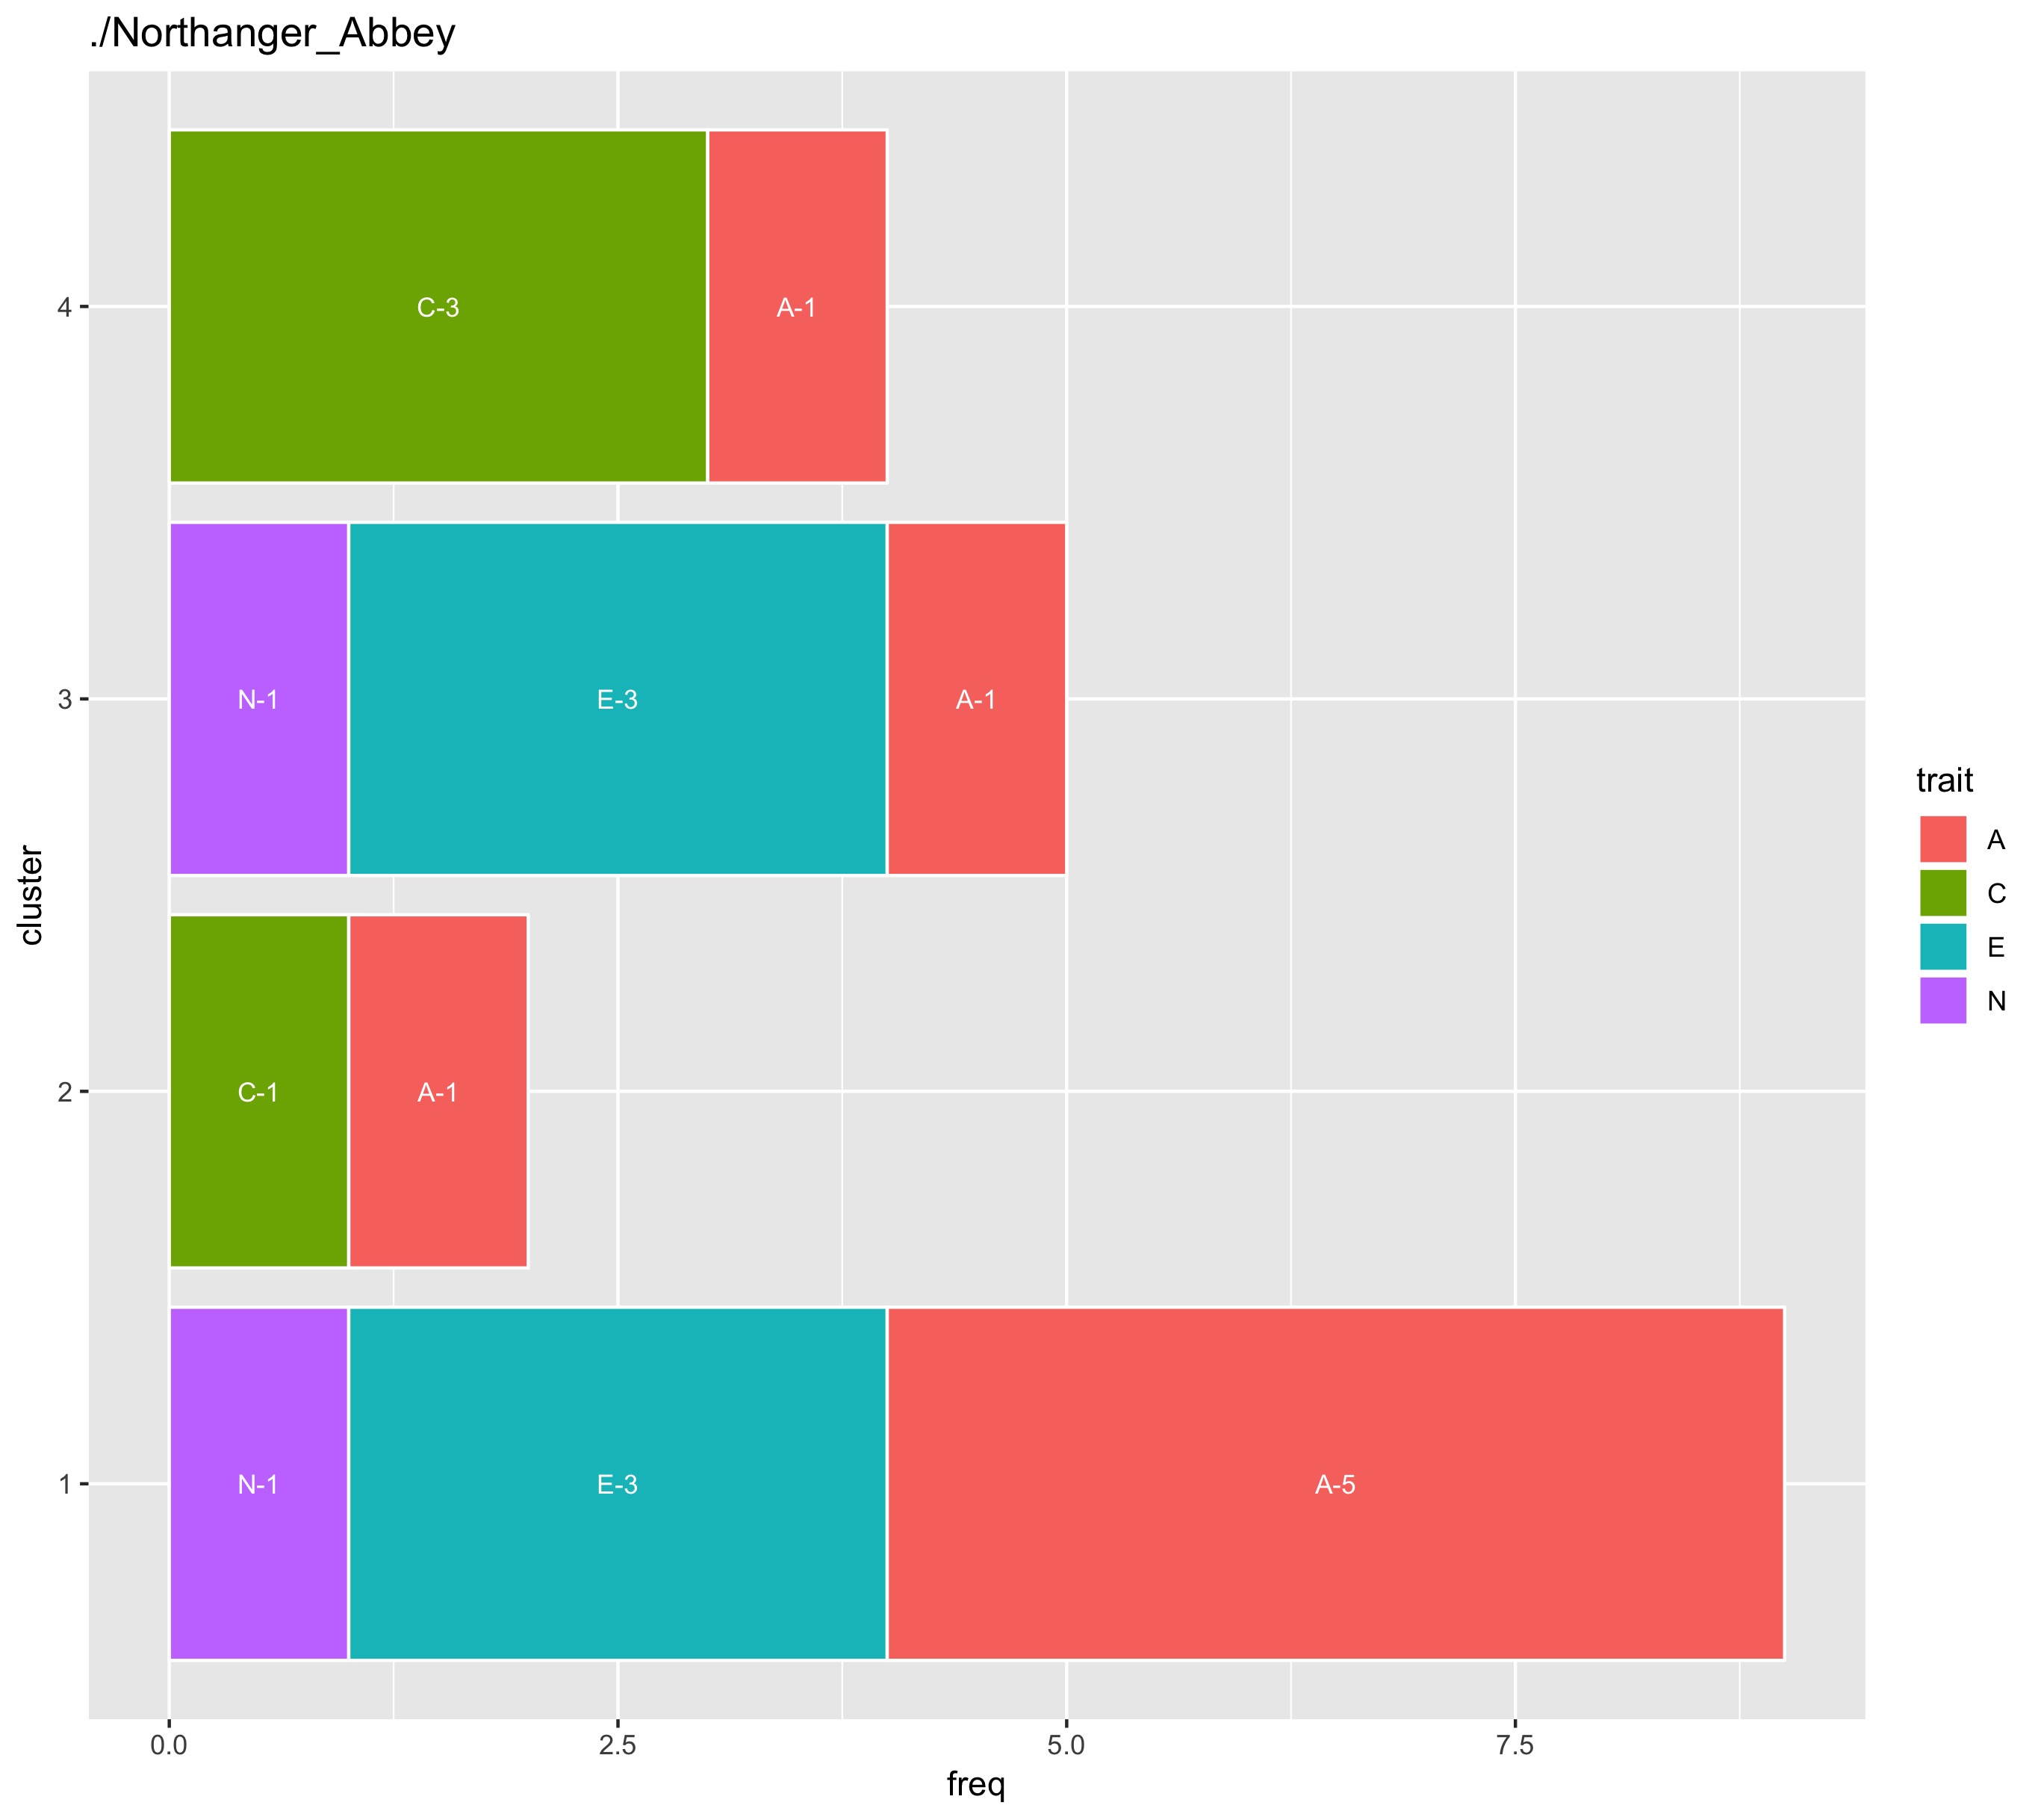 ./Northanger_Abbey
cluster
4
C-3 A-1
3
N-1 E-3 A-1
2
C-1 A-1
1
N-1 E-3 A-5
0.0 2.5 5.0 7.5
freq
trait
A
C
E
N